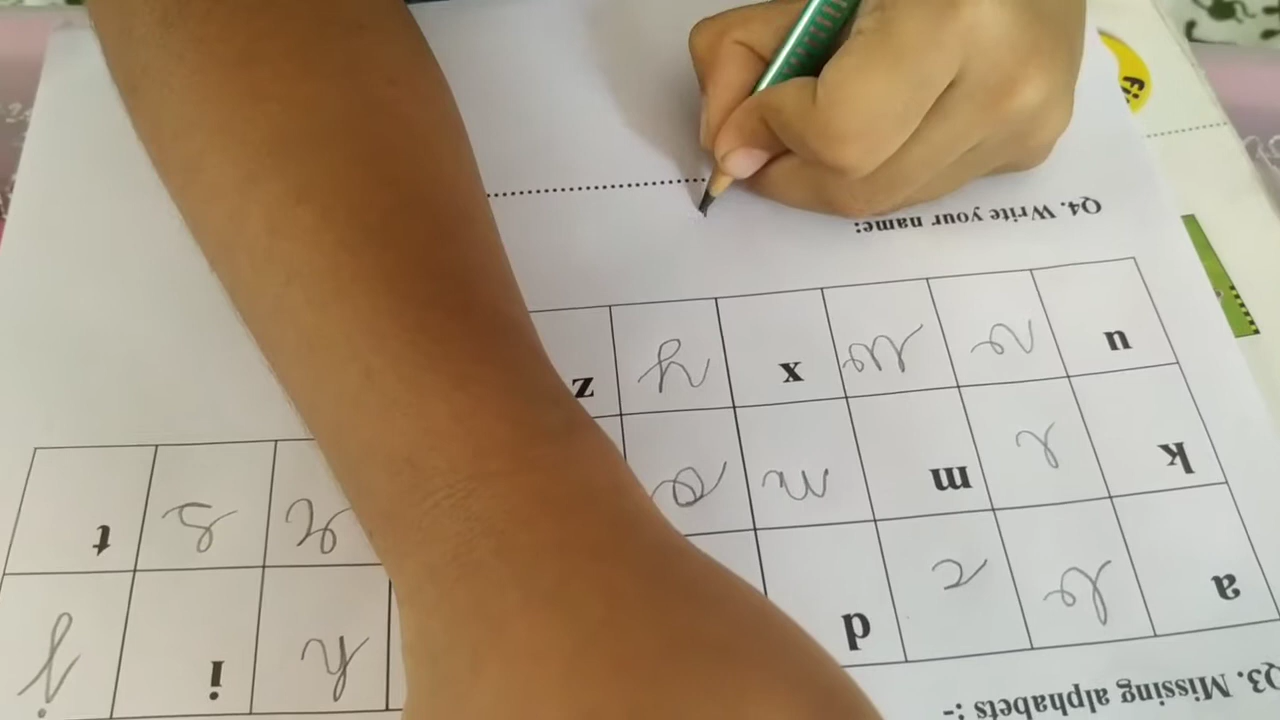 Q3. Missing alphabets :-
a b c d h i j
k l m n o r s t
u v w x y z
Q4. Write your name: